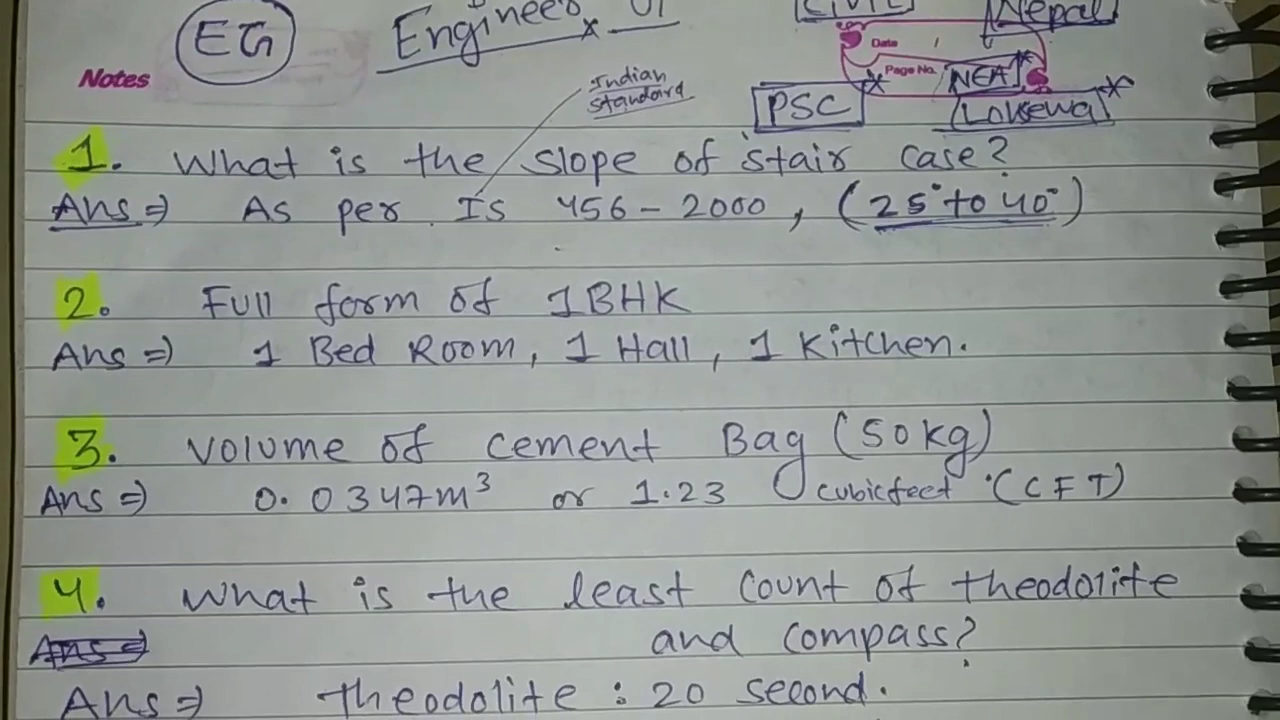 EG Engineer of CIVIL Nepal
Notes
Indian standard
Date
Page No.
NEA
PSC
Loksewa
1. What is the slope of stair case?
Ans ⇒ As per IS 456-2000, (25° to 40°)
2. Full form of 1BHK
Ans ⇒ 1 Bed Room, 1 Hall, 1 Kitchen.
3. Volume of cement Bag (50kg)
Ans ⇒ 0.0347m³ or 1.23 cubicfeet (CFT)
4. What is the least count of theodolite
and compass?
Ans ⇒ Theodolite : 20 second.